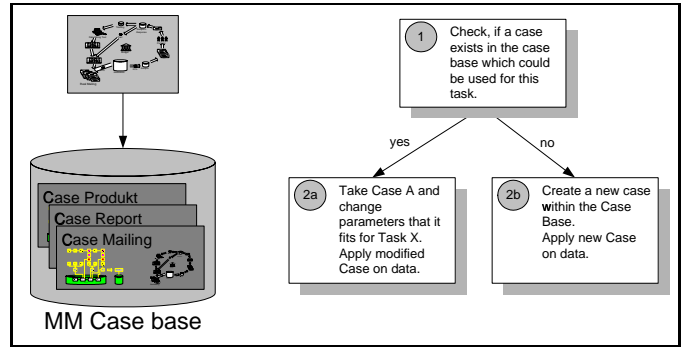 Case Produkt
Case Report
Case Mailing
MM Case base
1
Check, if a case
exists in the case
base which could
be used for this
task.
yes
no
2a
Take Case A and
change
parameters that it
fits for Task X.
Apply modified
Case on data.
2b
Create a new case
within the Case
Base.
Apply new Case
on data.